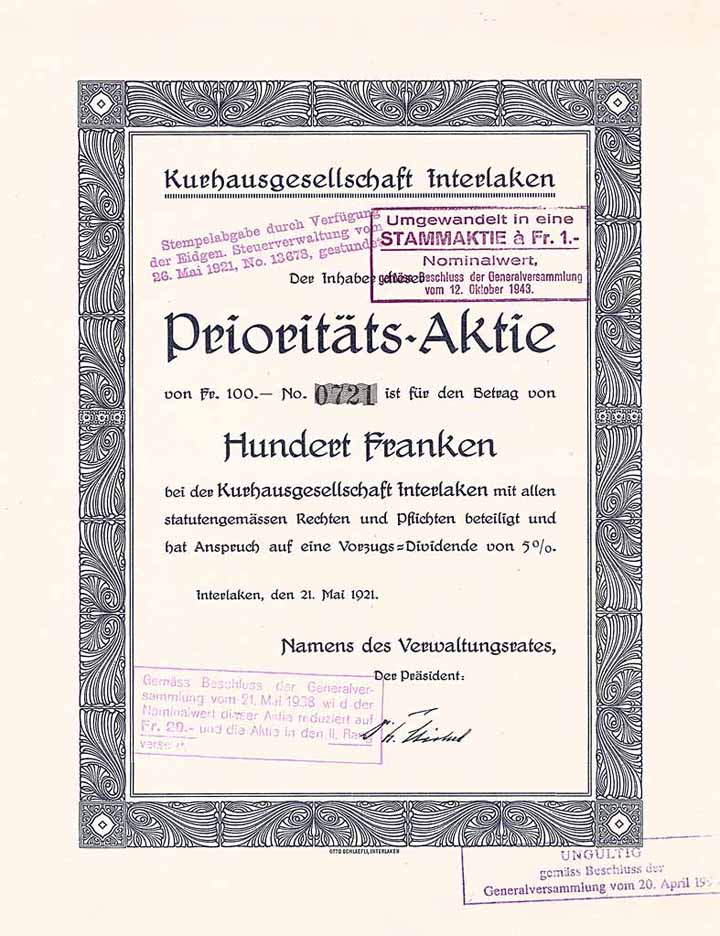 Kurhausgesellschaft Interlaken
Stempelabgabe durch Verfügung
der Eidgen. Steuerverwaltung vom
26. Mai 1921, No. 13673, gestundet
Umgewandelt in eine
STAMMAKTIE à Fr. 1.-
Nominalwert,
gemäss Beschluss der Generalversammlung
vom 12. Oktober 1943.
Der Inhaber dieser
Prioritäts-Aktie
von Fr. 100.— No. 0721 ist für den Betrag von
Hundert Franken
bei der Kurhausgesellschaft Interlaken mit allen
statutengemässen Rechten und Pflichten beteiligt und
hat Anspruch auf eine Vorzugs=Dividende von 5%.
Interlaken, den 21. Mai 1921.
Namens des Verwaltungsrates,
Der Präsident:
Gemäss Beschluss der Generalver-
sammlung vom 21. Mai 1938 wird der
Nominalwert dieser Aktie reduziert auf
Fr. 20.- und die Aktie in den II. Rang
versetzt.
OTTO SCHLAEFLI, INTERLAKEN
UNGÜLTIG
gemäss Beschluss der
Generalversammlung vom 20. April